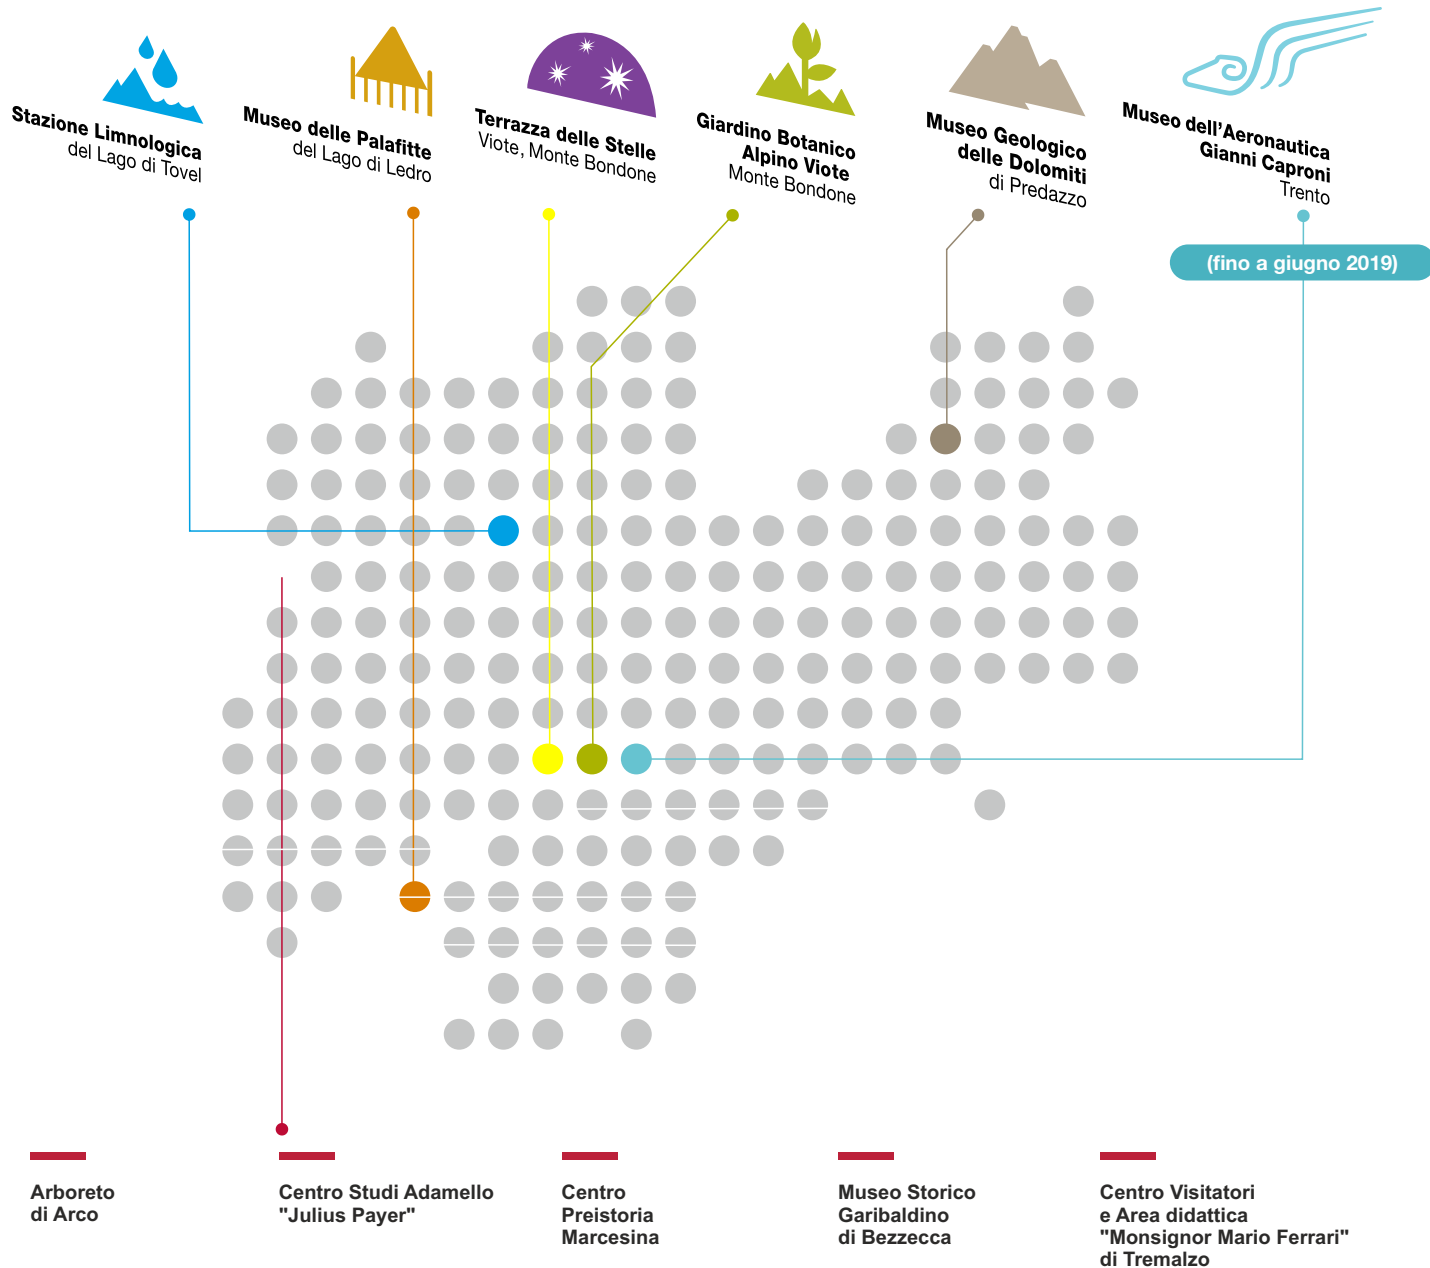 Stazione Limnologica
del Lago di Tovel
Museo delle Palafitte
del Lago di Ledro
Terrazza delle Stelle
Viote, Monte Bondone
Giardino Botanico
Alpino Viote
Monte Bondone
Museo Geologico
delle Dolomiti
di Predazzo
Museo dell'Aeronautica
Gianni Caproni
Trento
(fino a giugno 2019)
Arboreto
di Arco
Centro Studi Adamello
"Julius Payer"
Centro
Preistoria
Marcesina
Museo Storico
Garibaldino
di Bezzecca
Centro Visitatori
e Area didattica
"Monsignor Mario Ferrari"
di Tremalzo